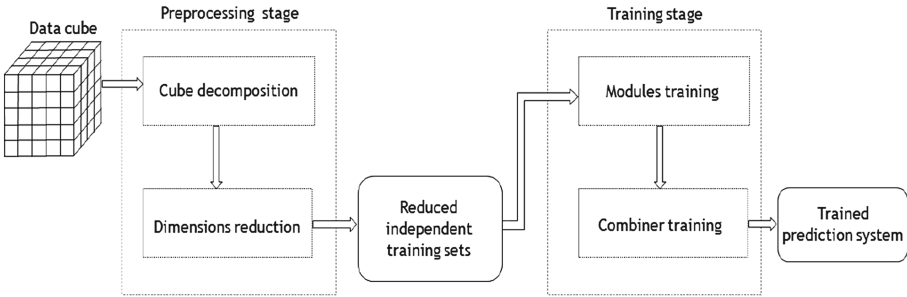 Preprocessing stage
Training stage
Data cube
Cube decomposition
Modules training
Dimensions reduction
Reduced
independent
training sets
Combiner training
Trained
prediction system